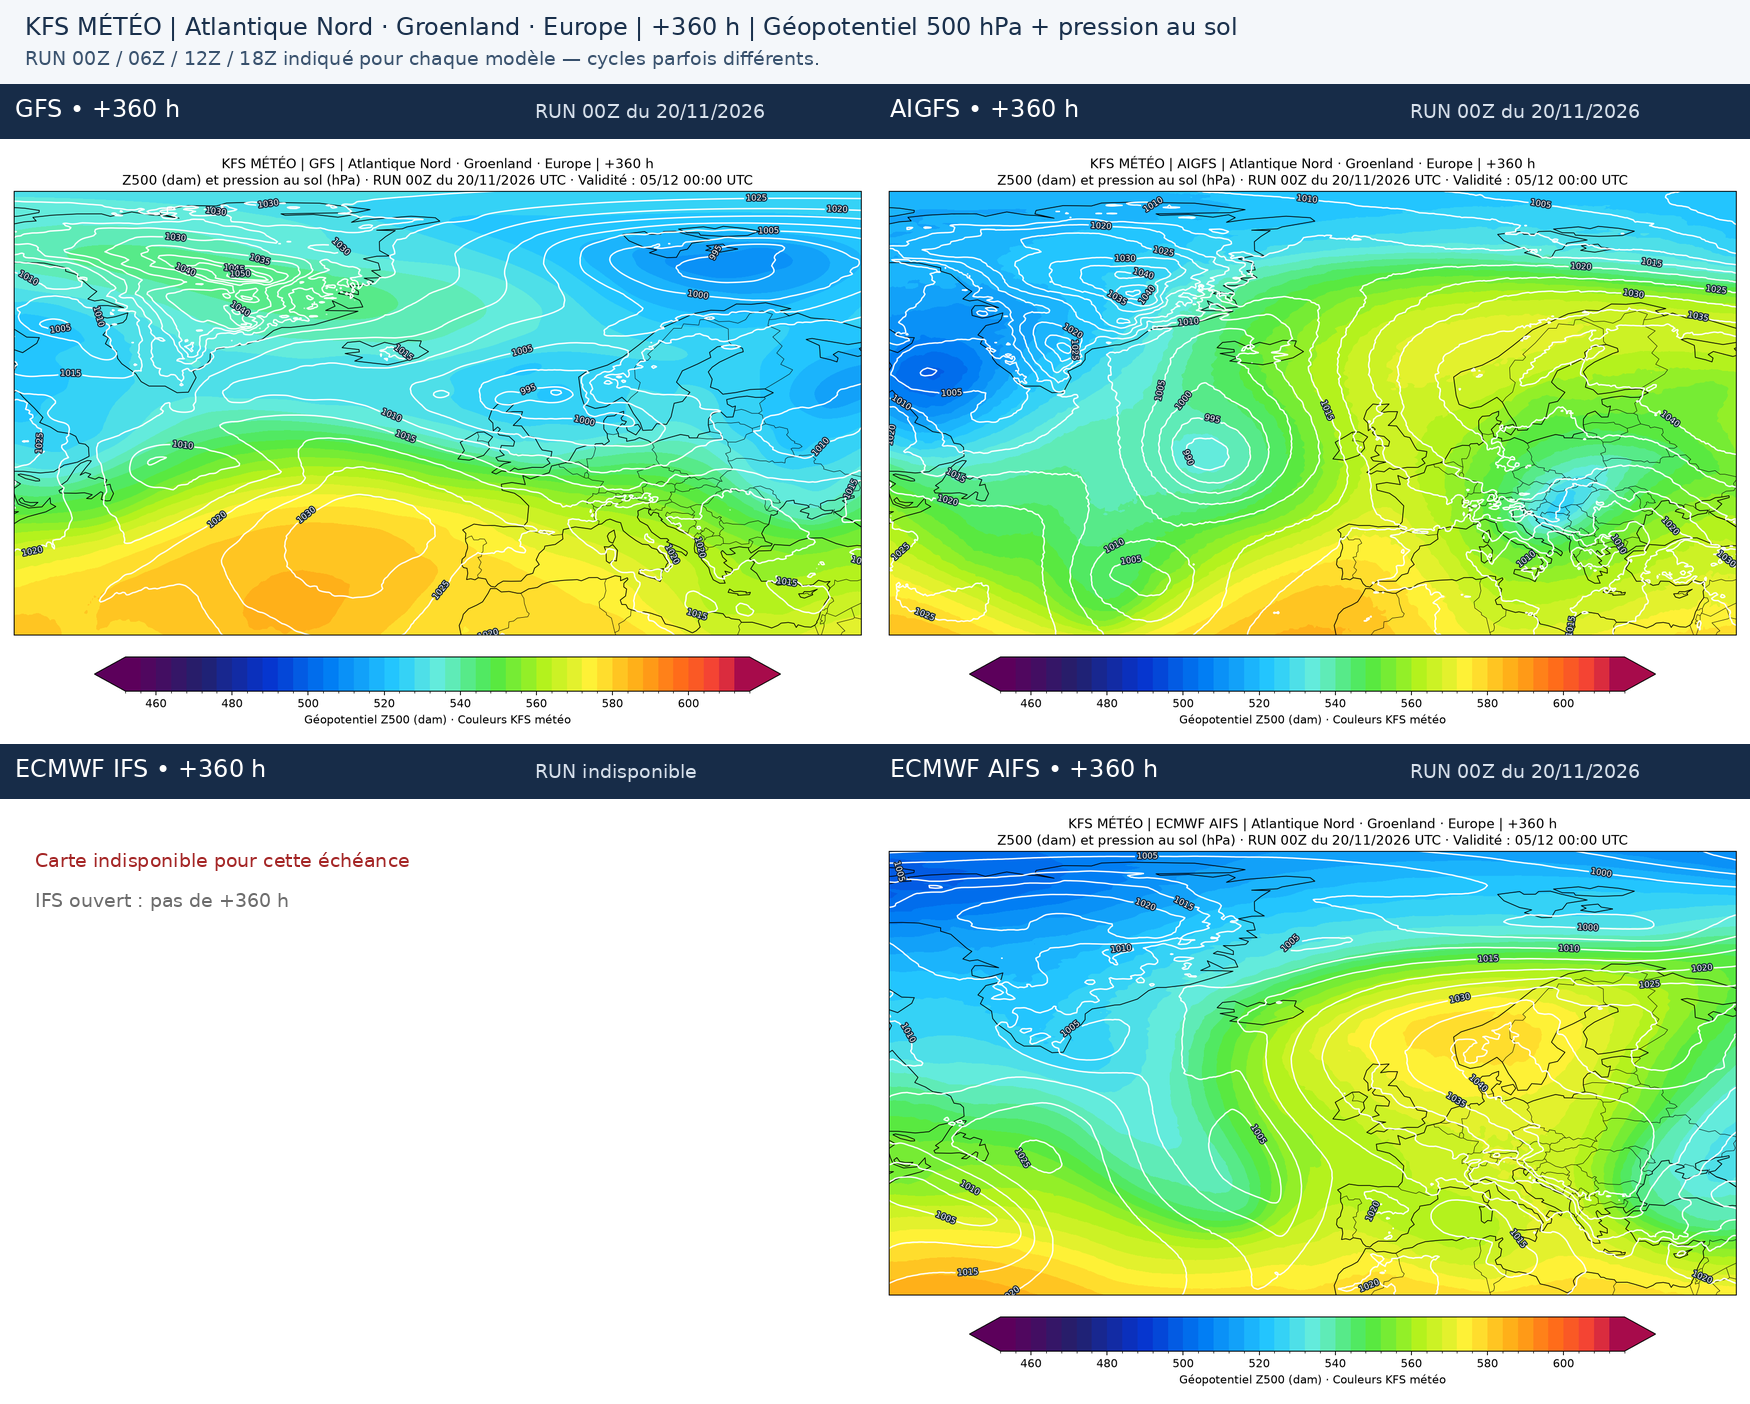 KFS MÉTÉO | Atlantique Nord · Groenland · Europe | +360 h | Géopotentiel 500 hPa + pression au sol
RUN 00Z / 06Z / 12Z / 18Z indiqué pour chaque modèle — cycles parfois différents.
GFS • +360 h
RUN 00Z du 20/11/2026
AIGFS • +360 h
RUN 00Z du 20/11/2026
KFS MÉTÉO | GFS | Atlantique Nord · Groenland · Europe | +360 h
Z500 (dam) et pression au sol (hPa) · RUN 00Z du 20/11/2026 UTC · Validité : 05/12 00:00 UTC
KFS MÉTÉO | AIGFS | Atlantique Nord · Groenland · Europe | +360 h
Z500 (dam) et pression au sol (hPa) · RUN 00Z du 20/11/2026 UTC · Validité : 05/12 00:00 UTC
460 480 500 520 540 560 580 600
Géopotentiel Z500 (dam) · Couleurs KFS météo
460 480 500 520 540 560 580 600
Géopotentiel Z500 (dam) · Couleurs KFS météo
ECMWF IFS • +360 h
RUN indisponible
ECMWF AIFS • +360 h
RUN 00Z du 20/11/2026
Carte indisponible pour cette échéance
IFS ouvert : pas de +360 h
KFS MÉTÉO | ECMWF AIFS | Atlantique Nord · Groenland · Europe | +360 h
Z500 (dam) et pression au sol (hPa) · RUN 00Z du 20/11/2026 UTC · Validité : 05/12 00:00 UTC
460 480 500 520 540 560 580 600
Géopotentiel Z500 (dam) · Couleurs KFS météo